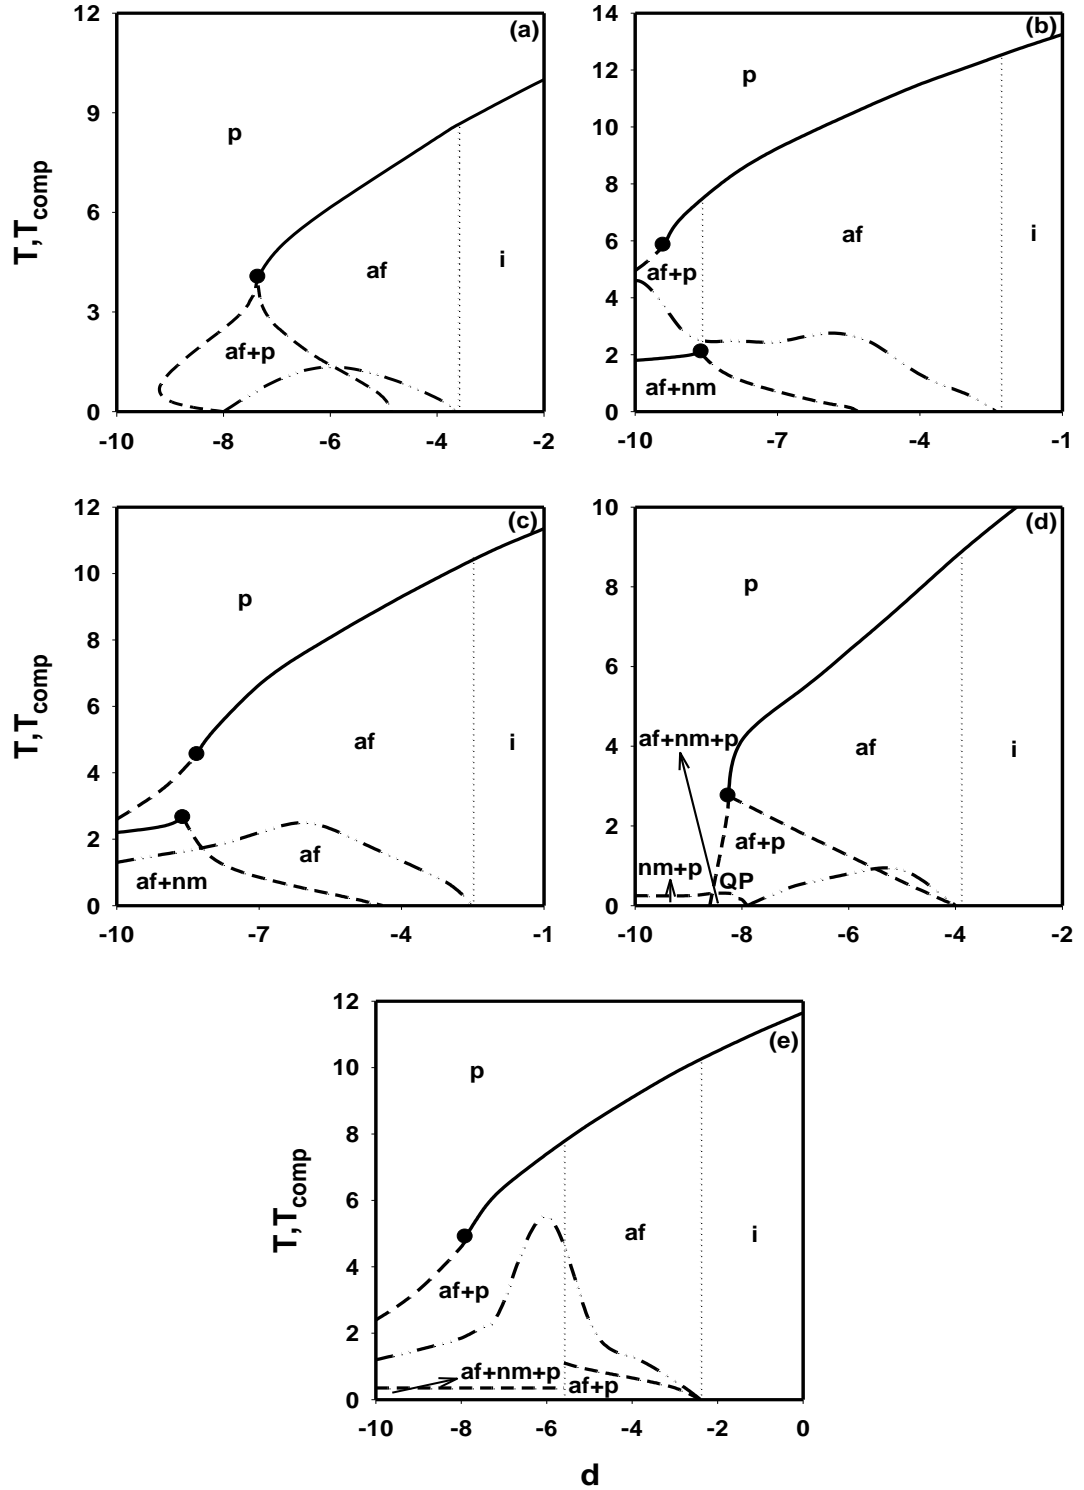 (a)
12
9
6
3
0
T,Tcomp
p
af
i
af+p
-10 -8 -6 -4 -2
(b)
14
12
10
8
6
4
2
0
p
af
i
af+p
af+nm
-10 -7 -4 -1
(c)
12
10
8
6
4
2
0
T,Tcomp
p
af
i
af
af+nm
-10 -7 -4 -1
(d)
10
8
6
4
2
0
p
af+nm+p
af
i
af+p
nm+p
QP
-10 -8 -6 -4 -2
(e)
12
10
8
6
4
2
0
T,Tcomp
p
af
i
af+p
af+nm+p
af+p
-10 -8 -6 -4 -2 0
d